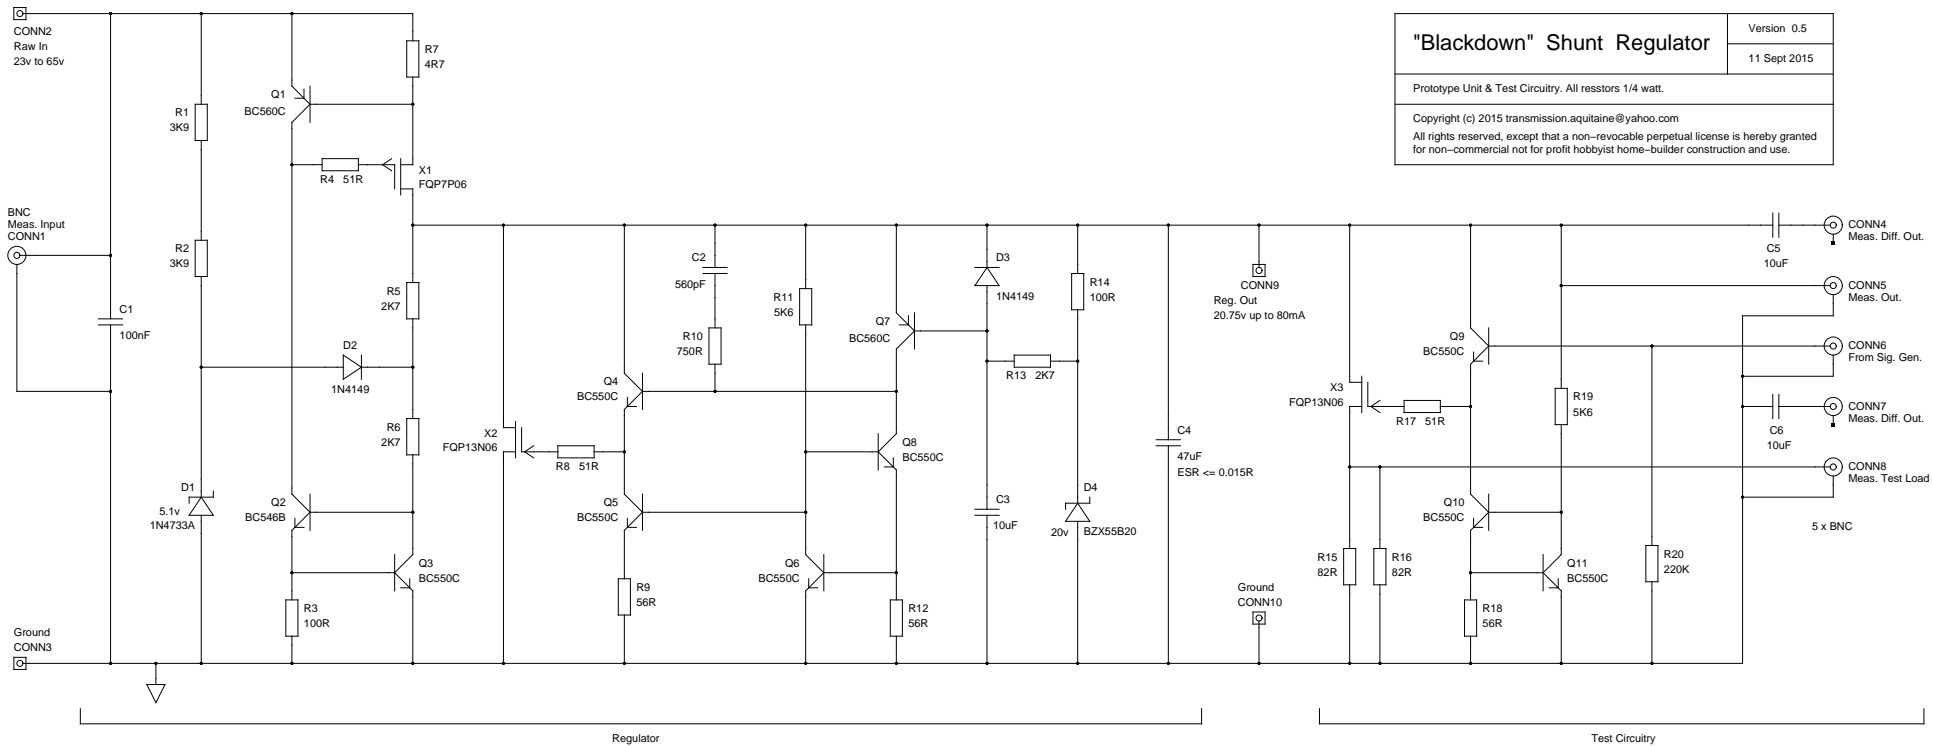 CONN2
Raw In
23v to 65v
R7
4R7
Q1
BC560C
R1
3K9
R4 51R
X1
FQP7P06
"Blackdown" Shunt Regulator
Version 0.5
11 Sept 2015
Prototype Unit & Test Circuitry. All resstors 1/4 watt.
Copyright (c) 2015 transmission.aquitaine@yahoo.com
All rights reserved, except that a non-revocable perpetual license is hereby granted
for non-commercial not for profit hobbyist home-builder construction and use.
BNC
Meas. Input
CONN1
R2
3K9
C1
100nF
R5
2K7
D2
1N4149
R6
2K7
D1
5.1v
1N4733A
Q2
BC546B
Q3
BC550C
R3
100R
Ground
CONN3
C2
560pF
R10
750R
R11
5K6
Q7
BC560C
D3
1N4149
R14
100R
R13 2K7
Q4
BC550C
X2
FQP13N06
R8 51R
Q8
BC550C
Q5
BC550C
C3
10uF
D4
20v
BZX55B20
C4
47uF
ESR <= 0.015R
Q6
BC550C
R9
56R
R12
56R
CONN9
Reg. Out
20.75v up to 80mA
Ground
CONN10
Q9
BC550C
X3
FQP13N06
R17 51R
R19
5K6
Q10
BC550C
R15
82R
R16
82R
Q11
BC550C
R18
56R
R20
220K
C5
10uF
CONN4
Meas. Diff. Out.
CONN5
Meas. Out.
CONN6
From Sig. Gen.
C6
10uF
CONN7
Meas. Diff. Out.
CONN8
Meas. Test Load
5 x BNC
Regulator
Test Circuitry